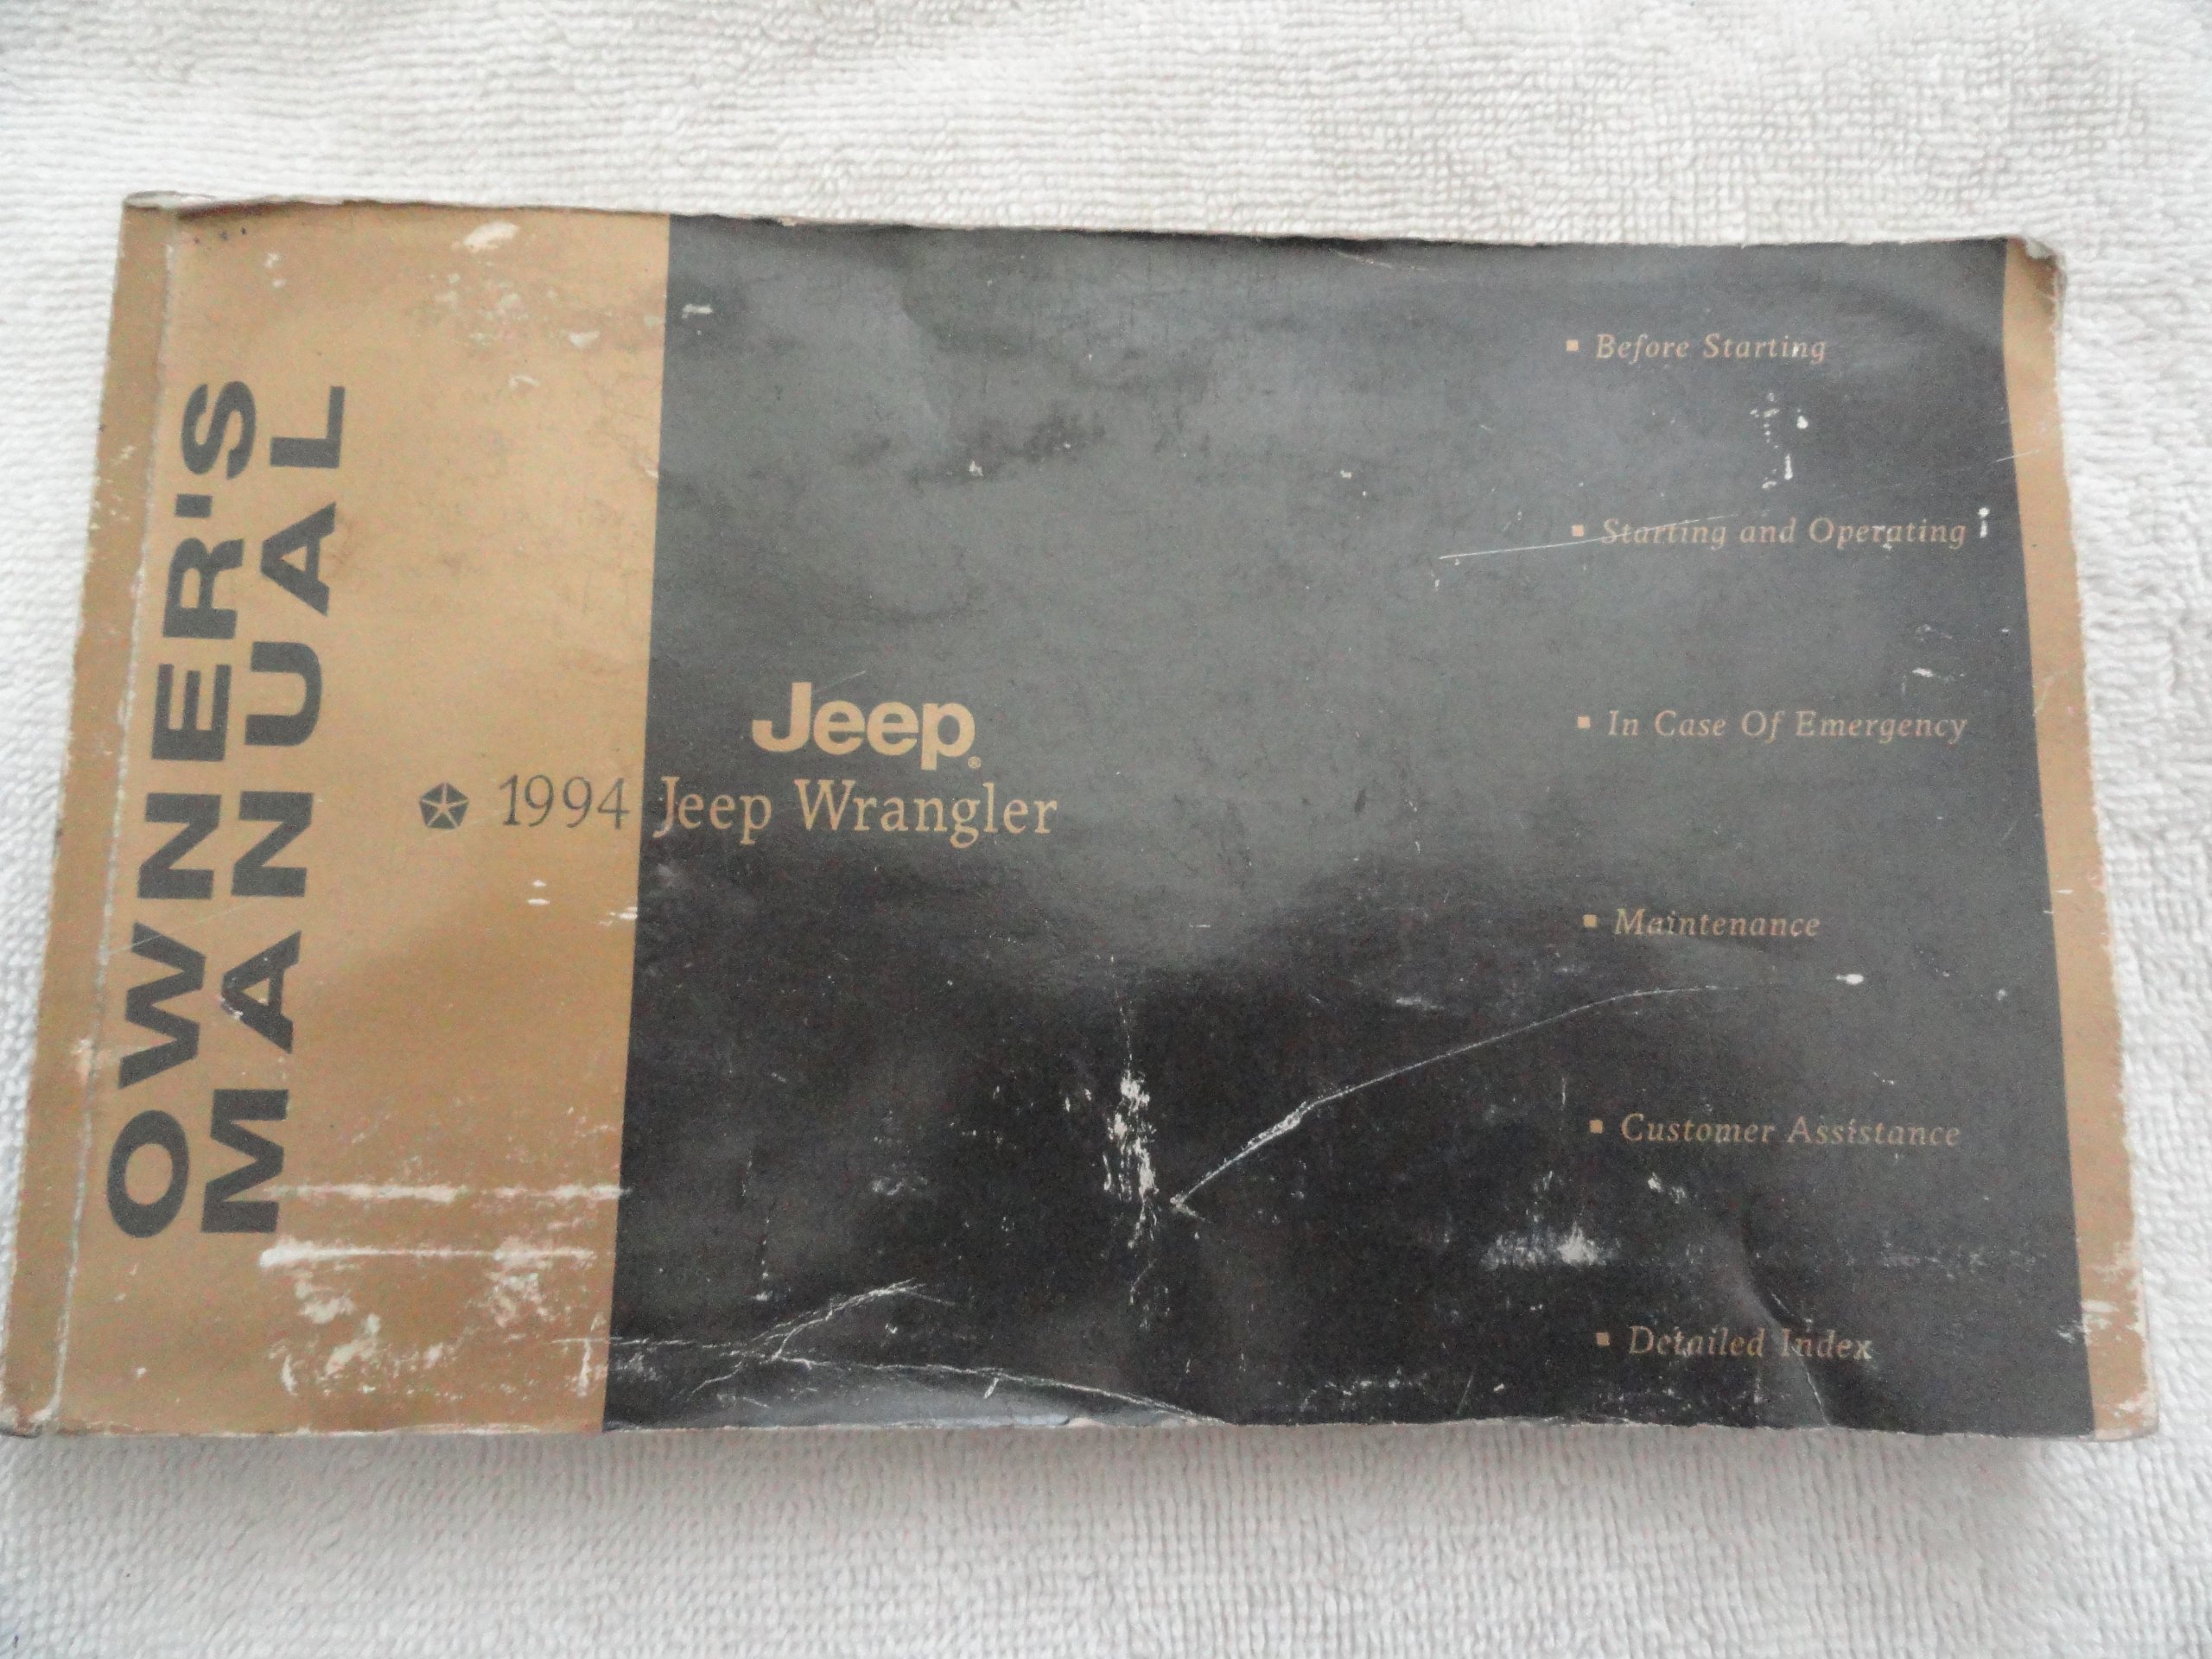 OWNER'S
MANUAL
Jeep®
1994 Jeep Wrangler
Before Starting
Starting and Operating
In Case Of Emergency
Maintenance
Customer Assistance
Detailed Index